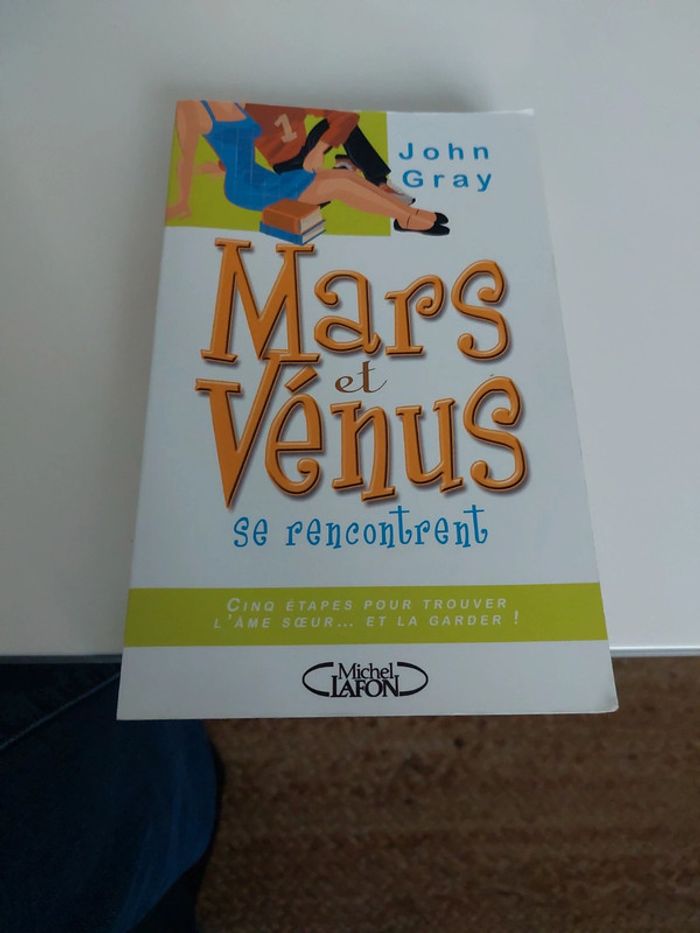 1
John
Gray
Mars
et
Vénus
se rencontrent
CINQ ÉTAPES POUR TROUVER
L'ÂME SŒUR... ET LA GARDER !
Michel
LAFON